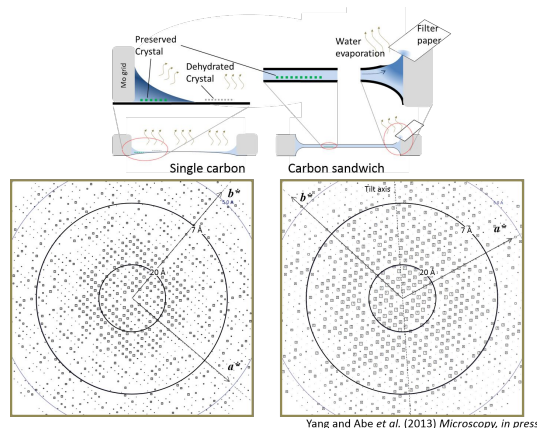 Preserved
Crystal
Dehydrated
Crystal
Mo grid
Water
evaporation
Filter
paper
Single carbon
Carbon sandwich
b*
7 Å
20 Å
a*
Tilt axis
b*
a*
7 Å
20 Å
Yang and Abe et al. (2013) Microscopy, in press